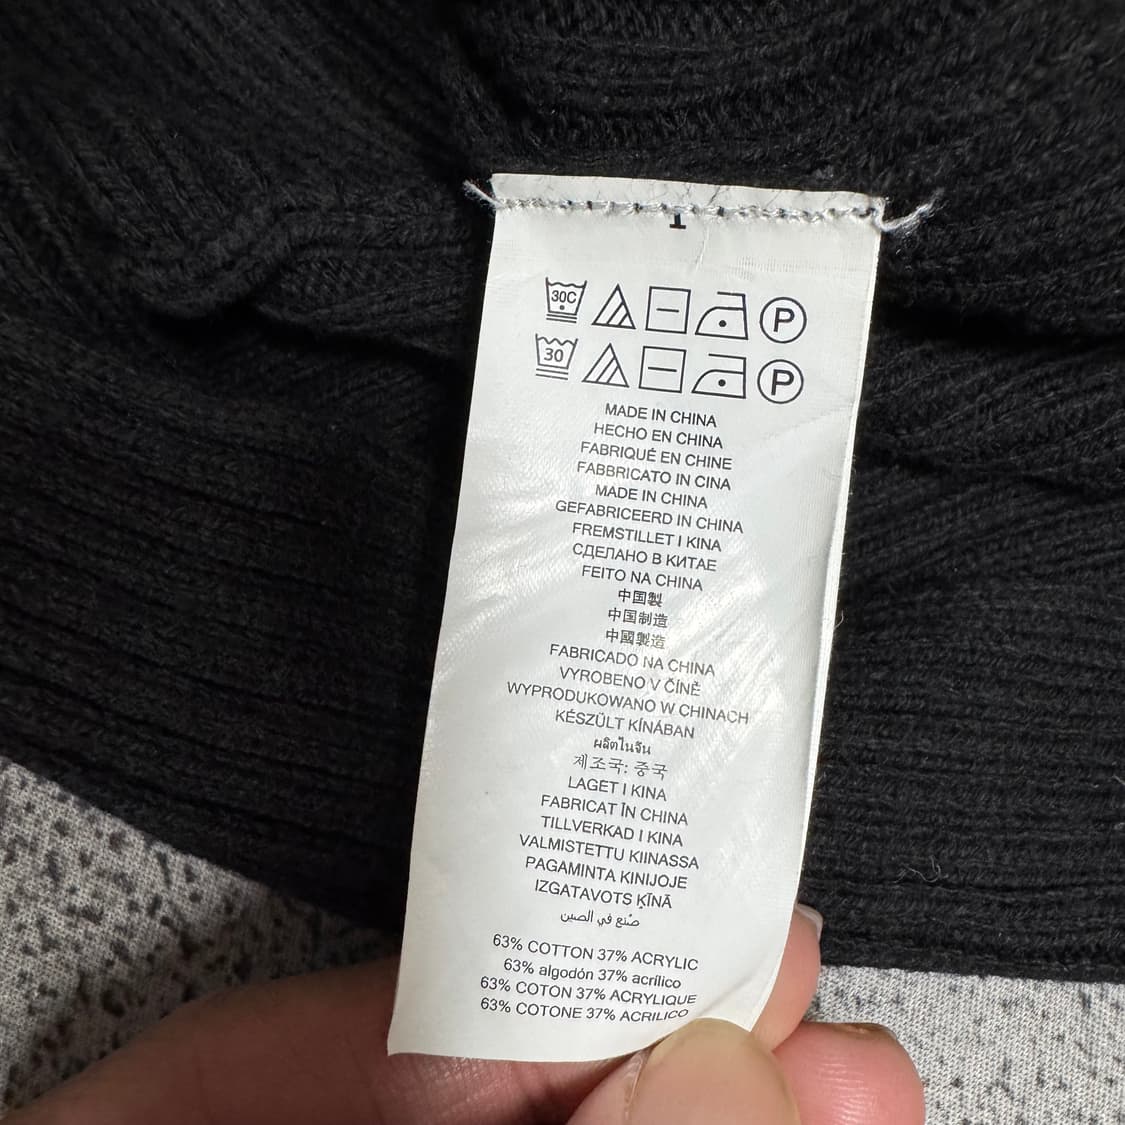 30C P
30 P
MADE IN CHINA
HECHO EN CHINA
FABRIQUÉ EN CHINE
FABBRICATO IN CINA
MADE IN CHINA
GEFABRICEERD IN CHINA
FREMSTILLET I KINA
СДЕЛАНО В КИТАЕ
FEITO NA CHINA
中国製
中国制造
中國製造
FABRICADO NA CHINA
VYROBENO V ČÍNĚ
WYPRODUKOWANO W CHINACH
KÉSZÜLT KÍNÁBAN
ผลิตในจีน
제조국: 중국
LAGET I KINA
FABRICAT ÎN CHINA
TILLVERKAD I KINA
VALMISTETTU KIINASSA
PAGAMINTA KINIJOJE
IZGATAVOTS ĶĪNĀ
صنع في الصين
63% COTTON 37% ACRYLIC
63% algodón 37% acrílico
63% COTON 37% ACRYLIQUE
63% COTONE 37% ACRILICO